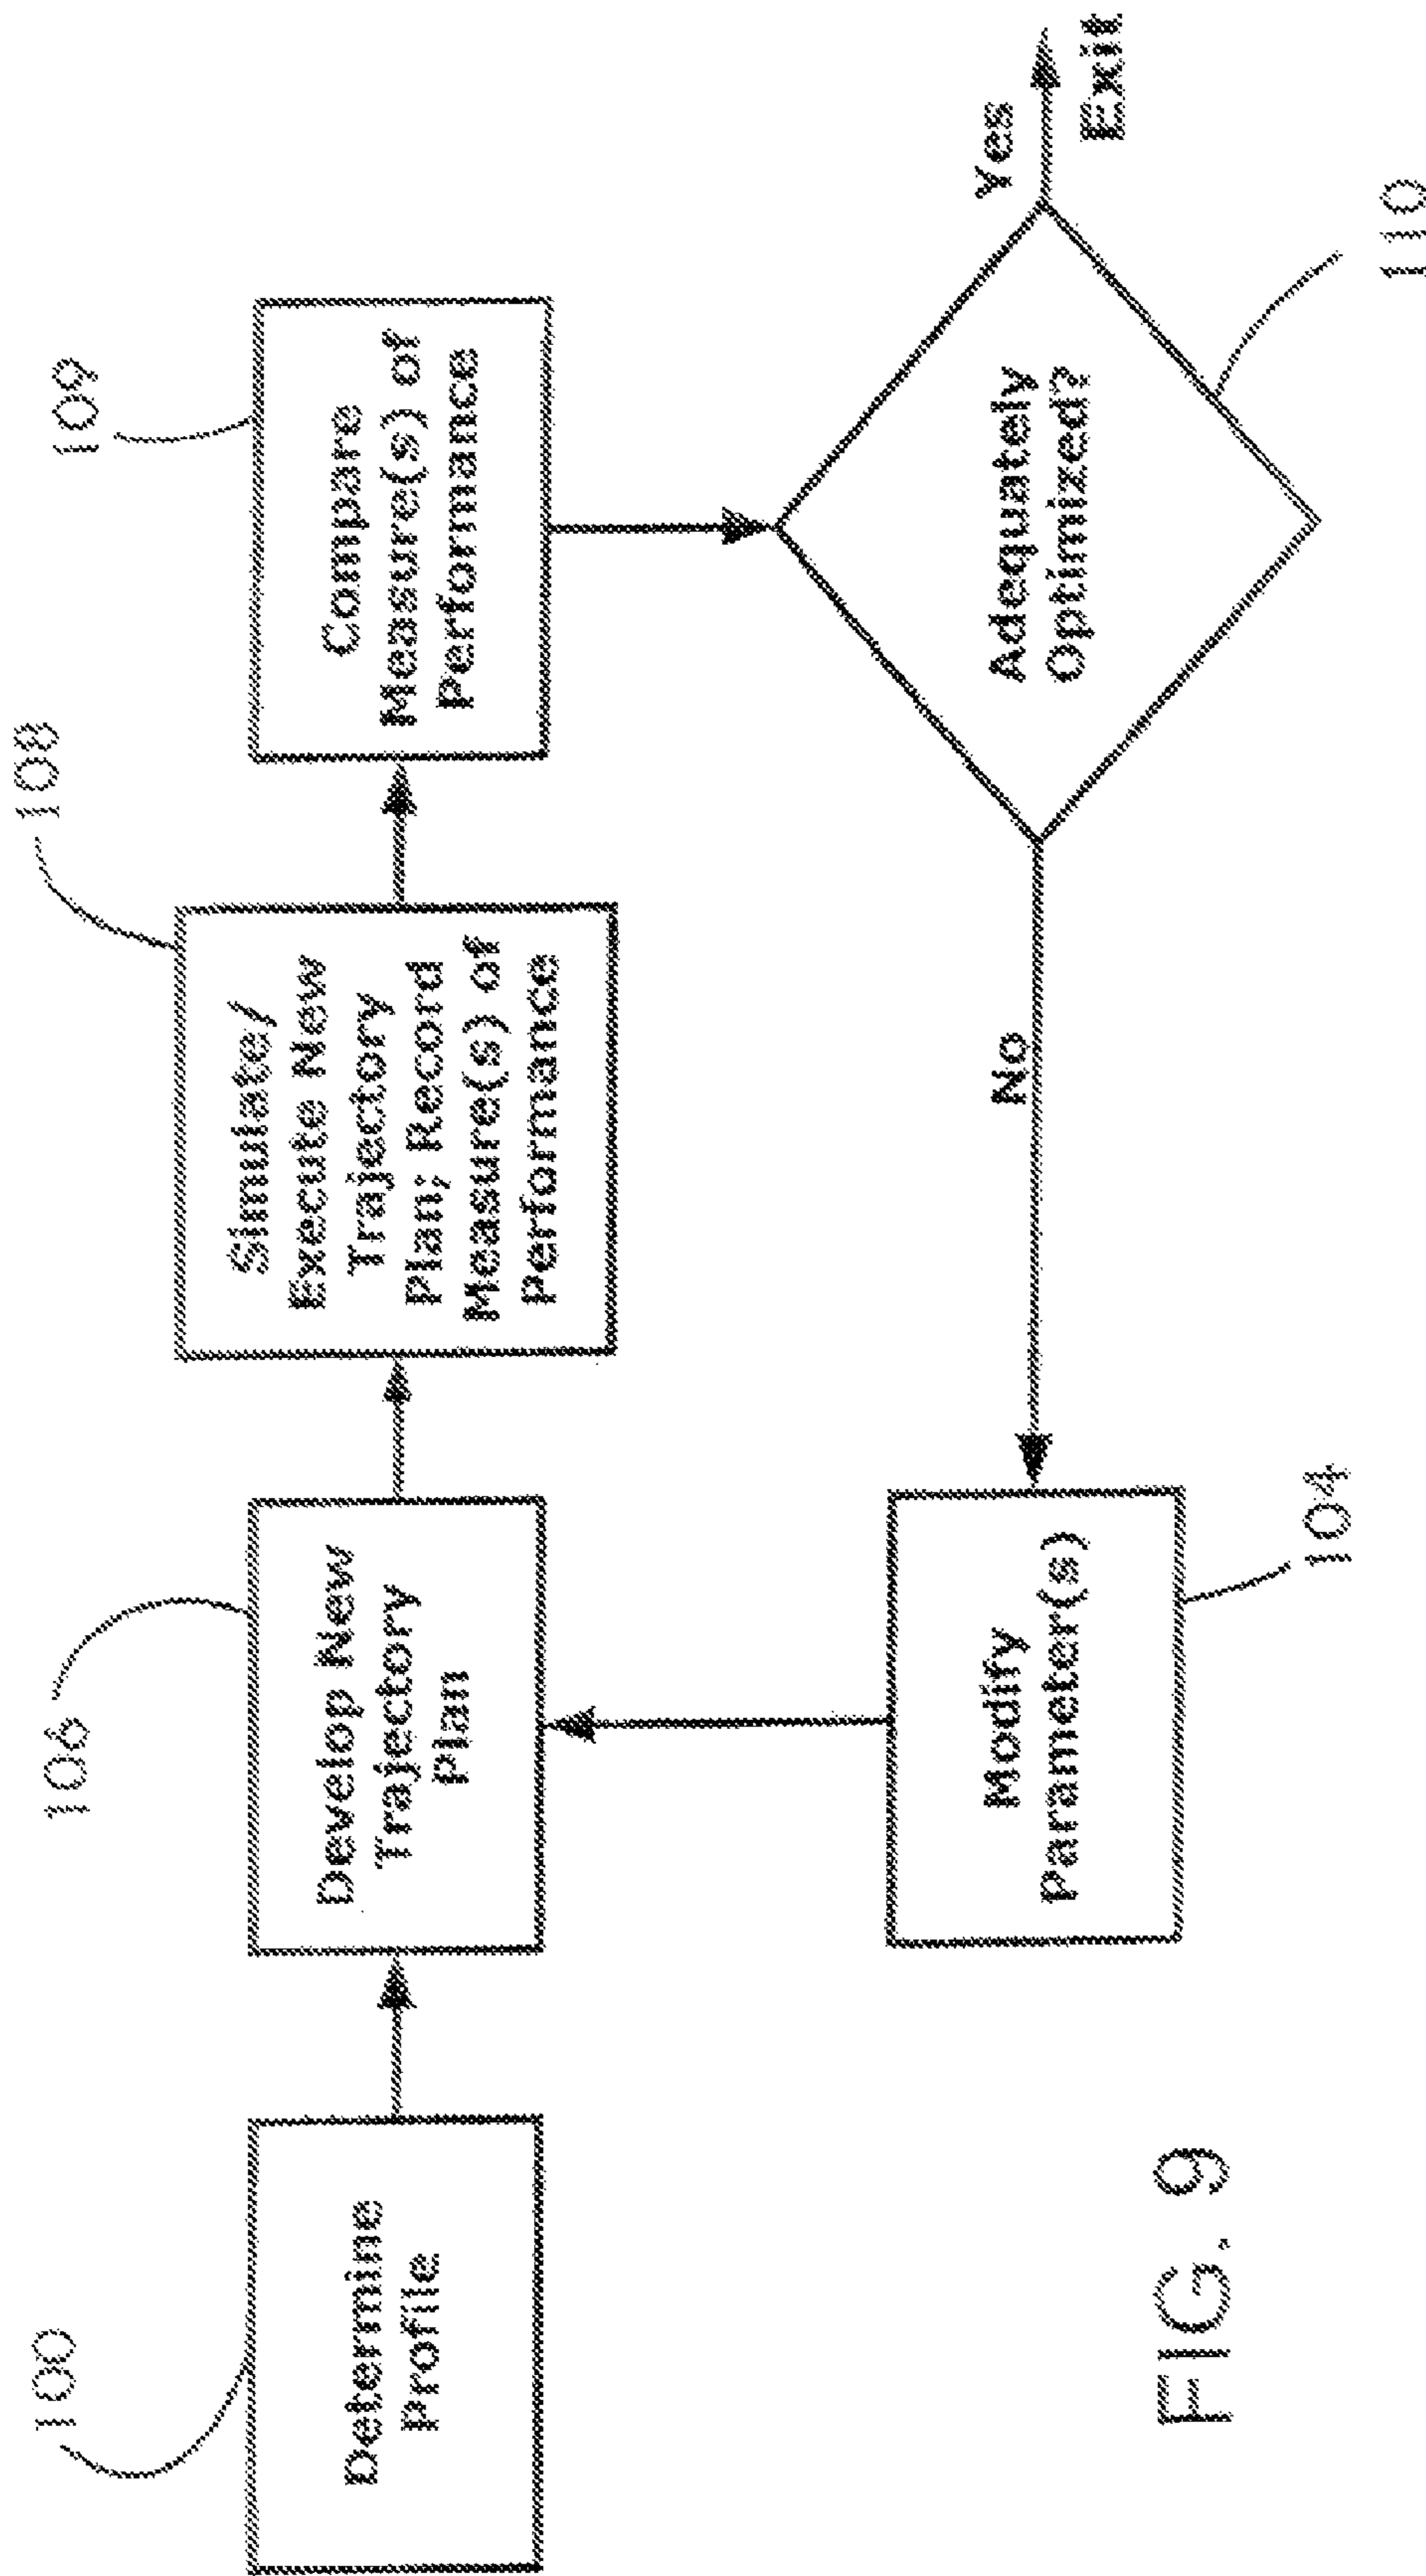 100
Determine
Profile
106
Develop New
Trajectory
Plan
108
Simulate/
Execute New
Trajectory
Plan; Record
Measure(s) of
Performance
109
Compare
Measure(s) of
Performance
Adequately
Optimized?
110
Yes
Exit
No
Modify
Parameter(s)
104
FIG. 9